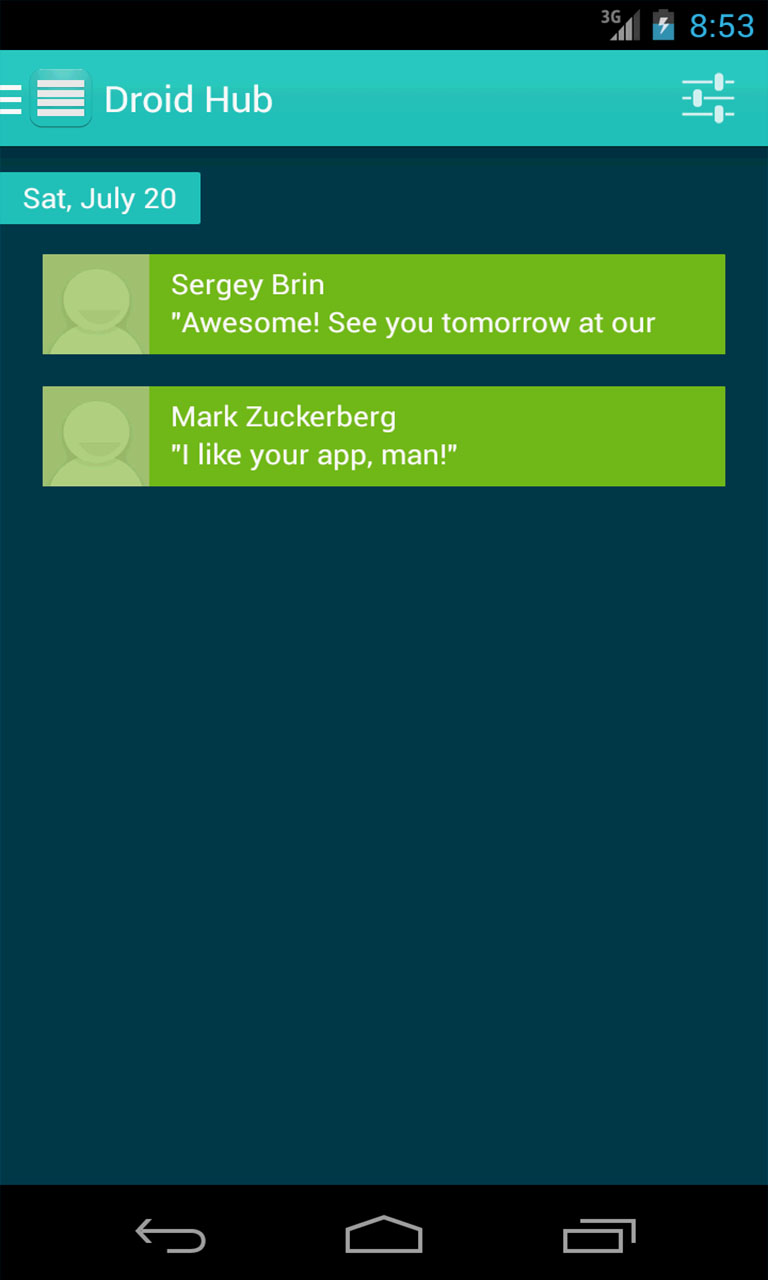 3G
8:53
Droid Hub
Sat, July 20
Sergey Brin
"Awesome! See you tomorrow at our
Mark Zuckerberg
"I like your app, man!"